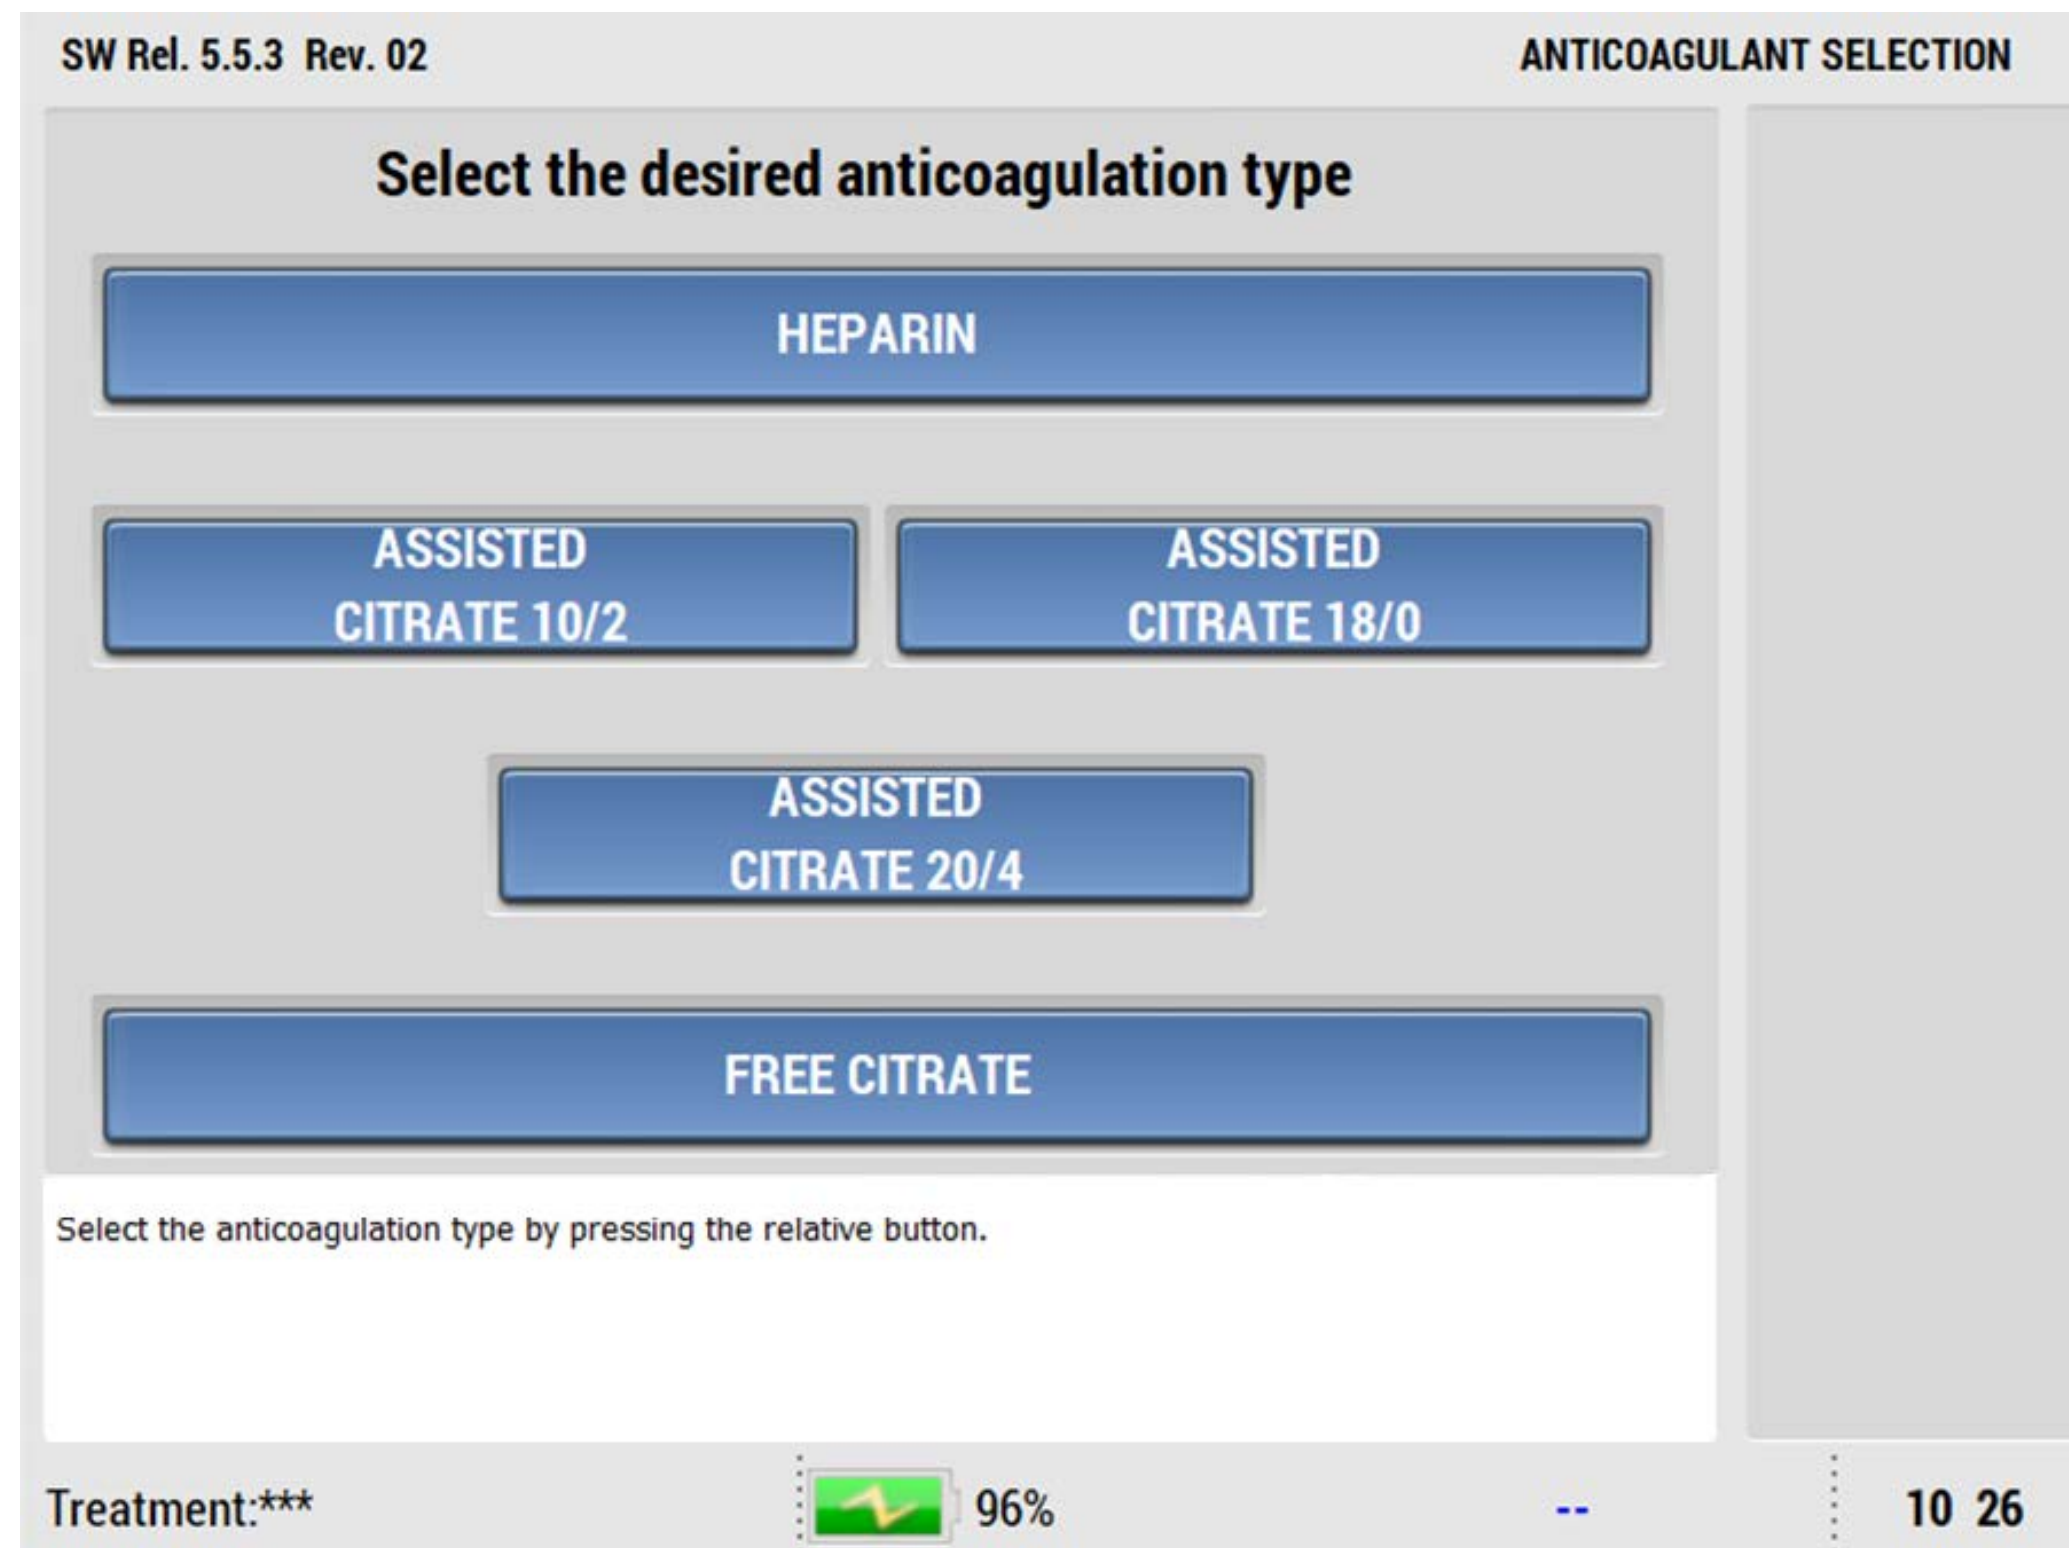 SW Rel. 5.5.3 Rev. 02
ANTICOAGULANT SELECTION
Select the desired anticoagulation type
HEPARIN
ASSISTED
CITRATE 10/2
ASSISTED
CITRATE 18/0
ASSISTED
CITRATE 20/4
FREE CITRATE
Select the anticoagulation type by pressing the relative button.
Treatment:***
96%
--
10 26